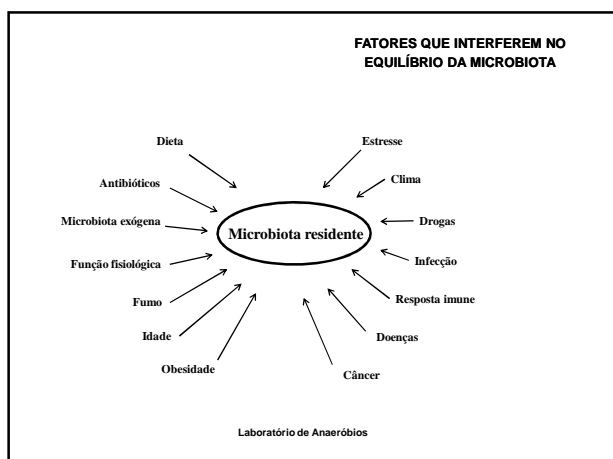 FATORES QUE INTERFEREM NO
EQUILÍBRIO DA MICROBIOTA
Dieta
Estresse
Antibióticos
Clima
Microbiota exógena
Drogas
Microbiota residente
Função fisiológica
Infecção
Fumo
Resposta imune
Idade
Doenças
Obesidade
Câncer
Laboratório de Anaeróbios